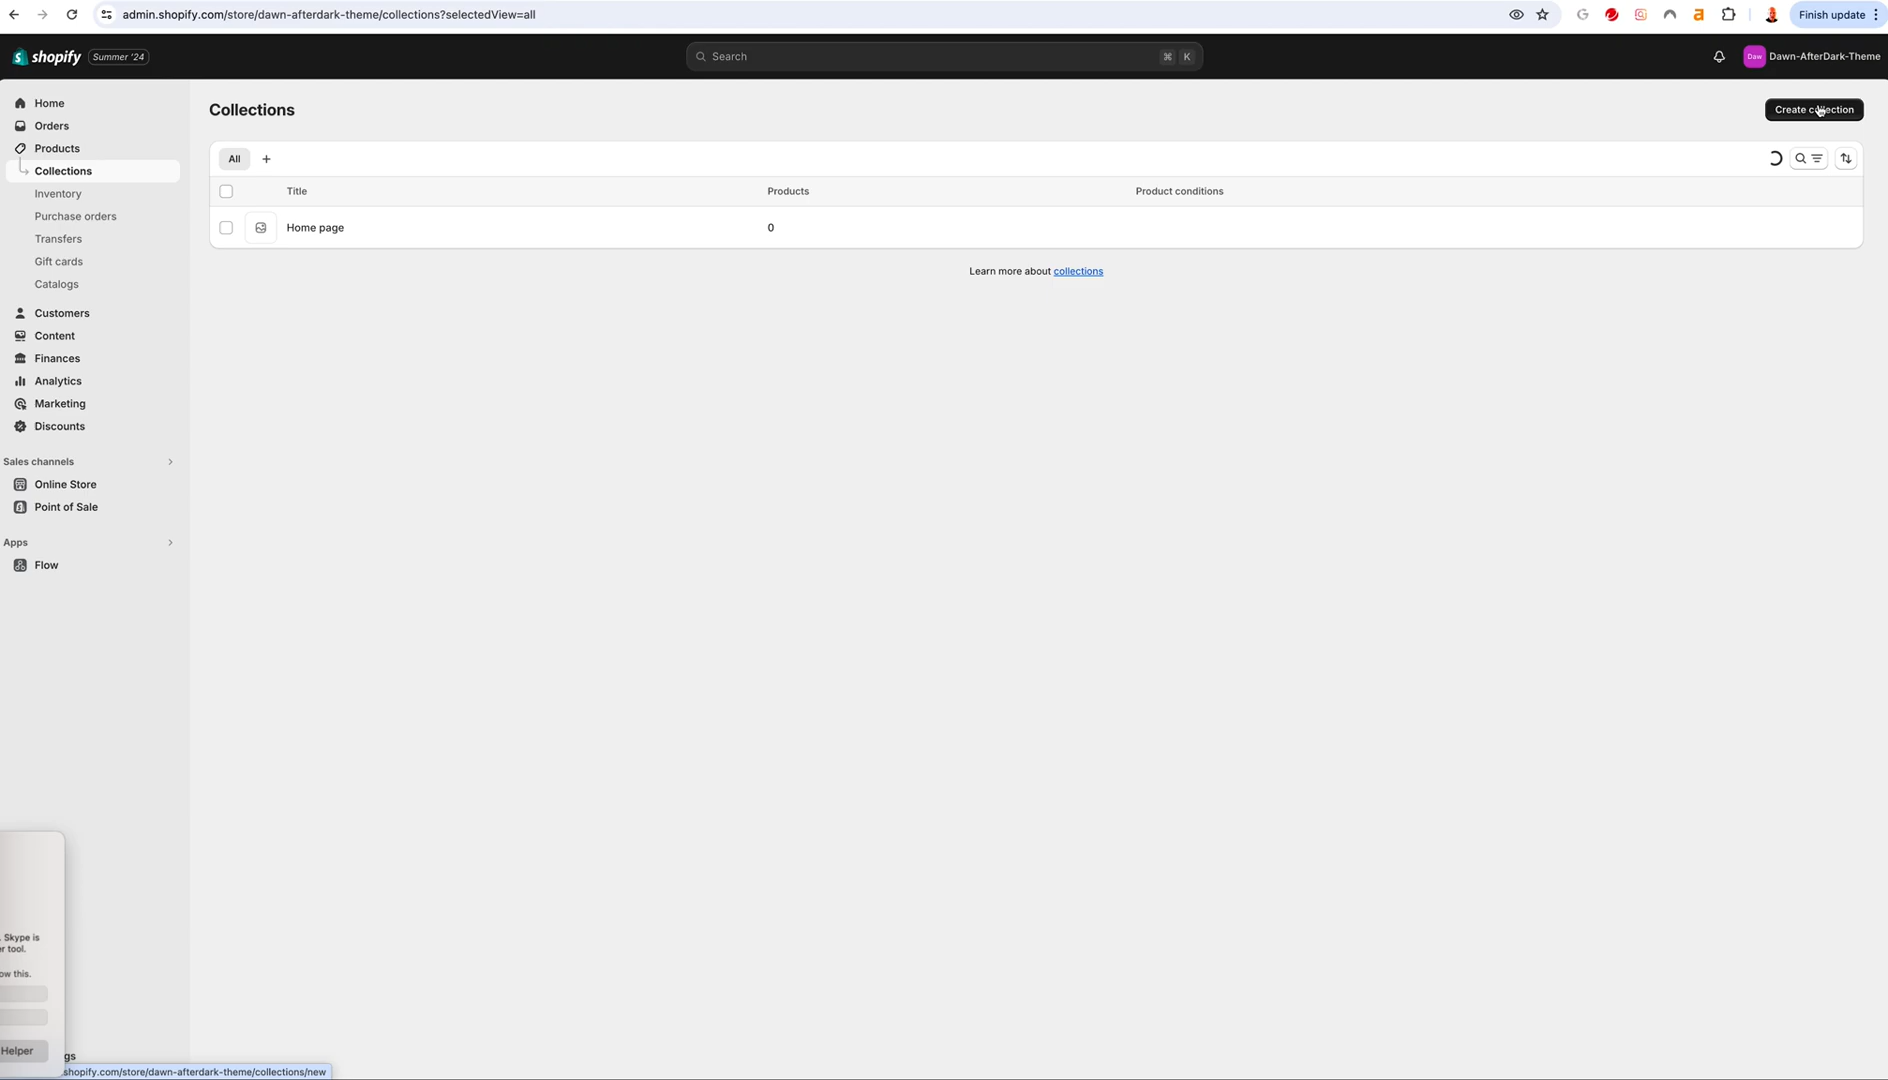 admin.shopify.com/store/dawn-afterdark-theme/collections?selectedView=all
Finish update
shopify
Summer '24
Search
⌘ K
Daw
Dawn-AfterDark-Theme
Home
Orders
Products
Collections
Inventory
Purchase orders
Transfers
Gift cards
Catalogs
Customers
Content
Finances
Analytics
Marketing
Discounts
Sales channels
Online Store
Point of Sale
Apps
Flow
Collections
Create collection
All +
Title Products Product conditions
Home page 0
Learn more about collections
. Skype is
er tool.
ow this.
Helper
gs
shopify.com/store/dawn-afterdark-theme/collections/new